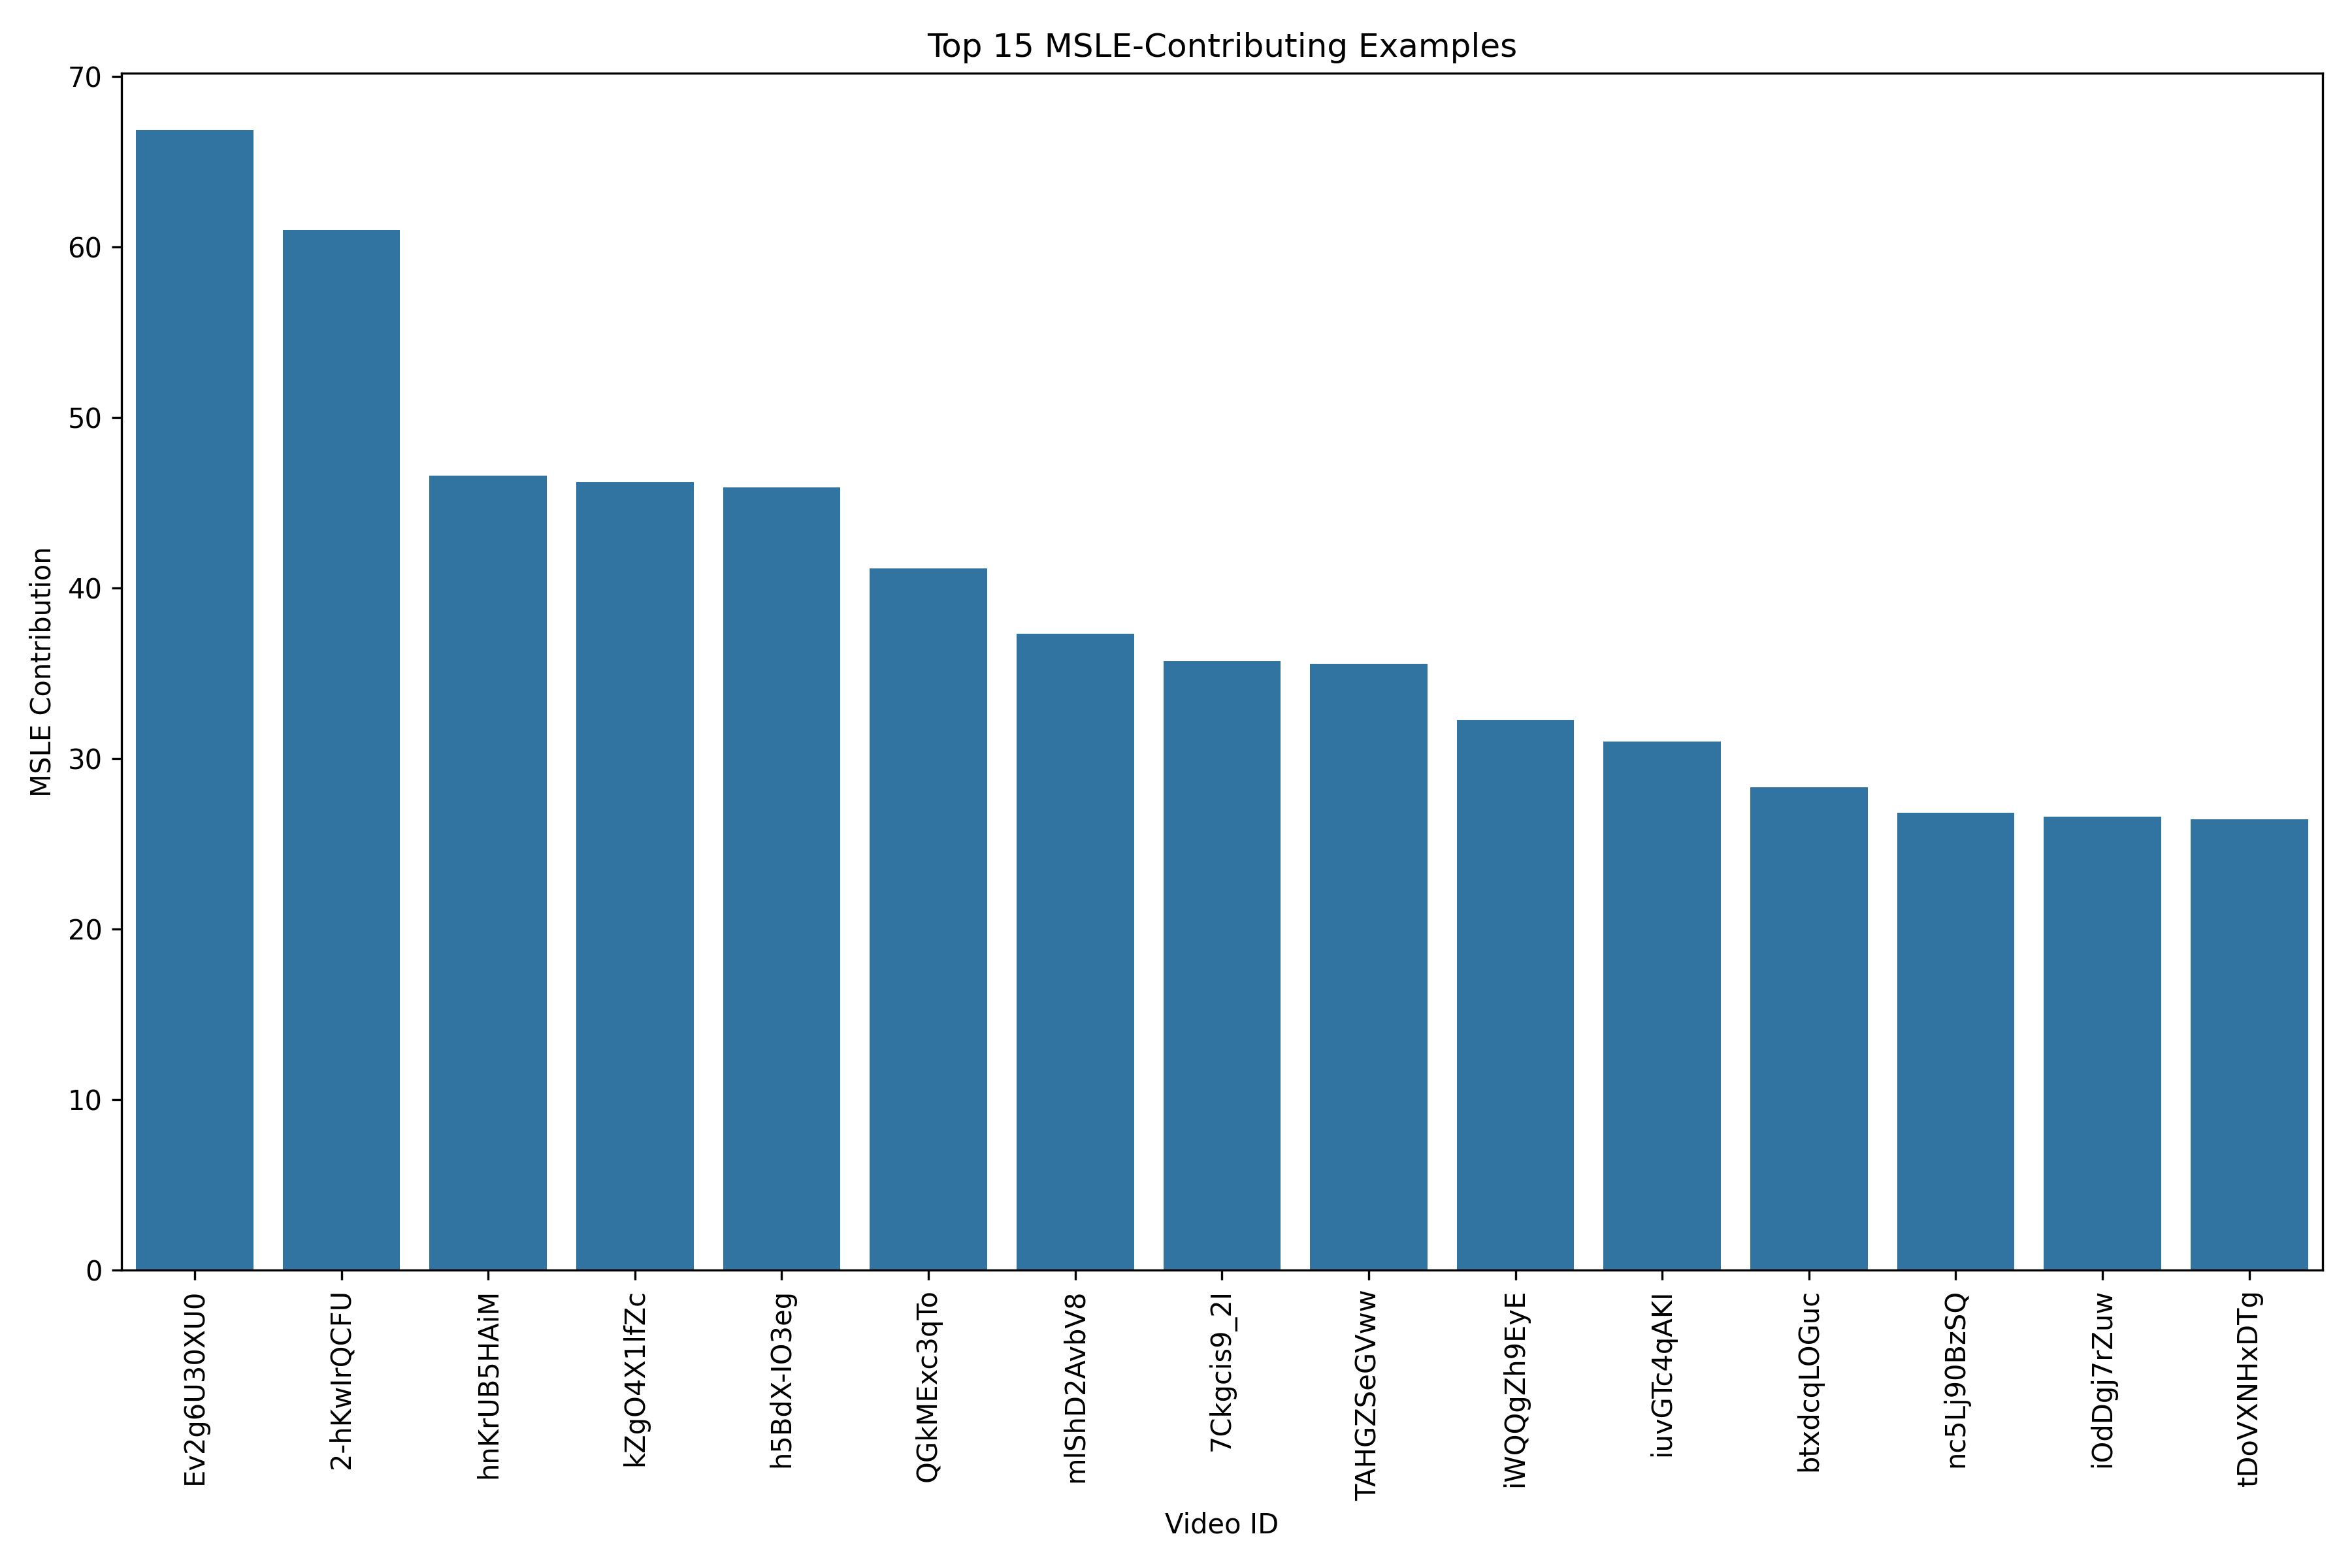 Top 15 MSLE-Contributing Examples
MSLE Contribution
70
60
50
40
30
20
10
0
Ev2g6U30XU0
2-hKwIrQCFU
hnKrUB5HAiM
kZgO4X1lfZc
h5BdX-IO3eg
QGkMExc3qTo
mlShD2AvbV8
7Ckgcis9_2I
TAHGZSeGVww
iWQQgZh9EyE
iuvGTc4qAKI
btxdcqLOGuc
nc5Lj90BzSQ
iOdDgj7rZuw
tDoVXNHxDTg
Video ID